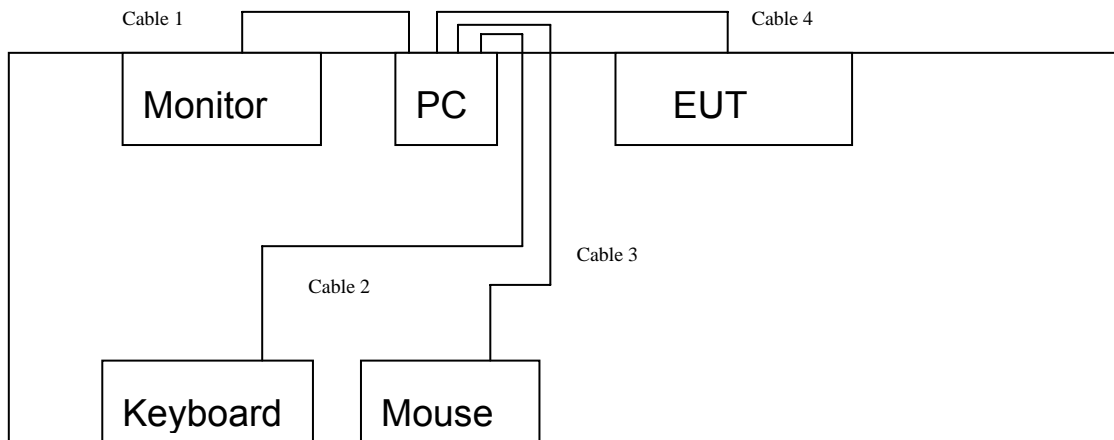 Cable 1
Cable 4
Monitor
PC
EUT
Cable 3
Cable 2
Keyboard
Mouse